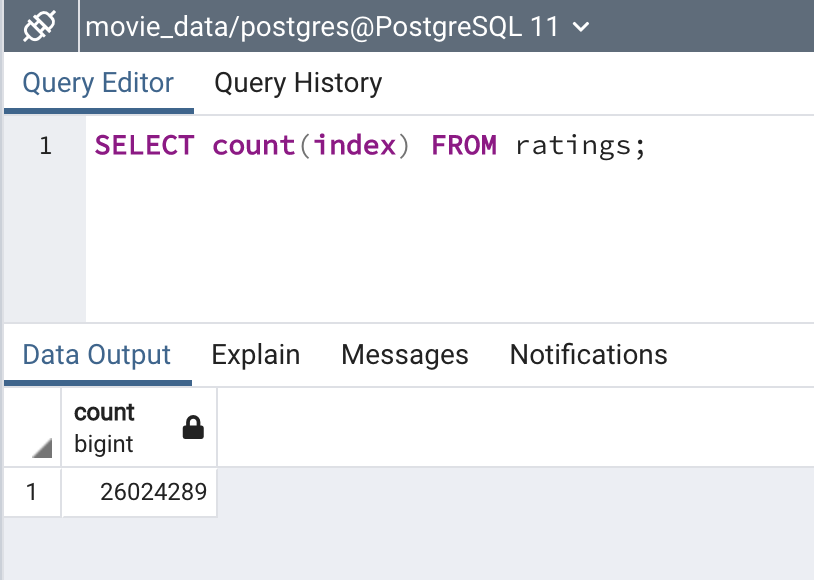 movie_data/postgres@PostgreSQL 11
Query Editor Query History
1 SELECT count(index) FROM ratings;
Data Output Explain Messages Notifications
count
bigint
1 26024289